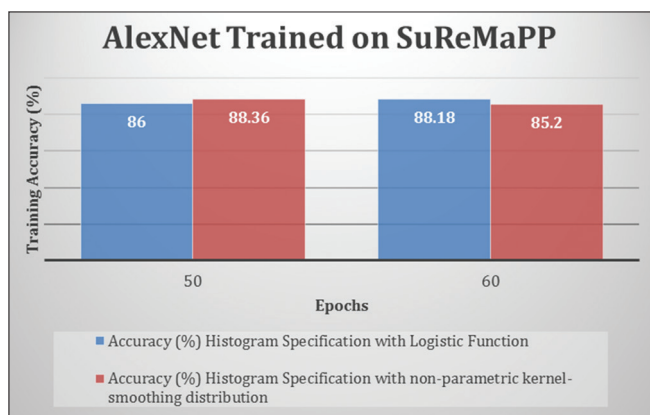 AlexNet Trained on SuReMaPP
Training Accuracy (%)
86
88.36
88.18
85.2
50
60
Epochs
Accuracy (%) Histogram Specification with Logistic Function
Accuracy (%) Histogram Specification with non-parametric kernel-
smoothing distribution